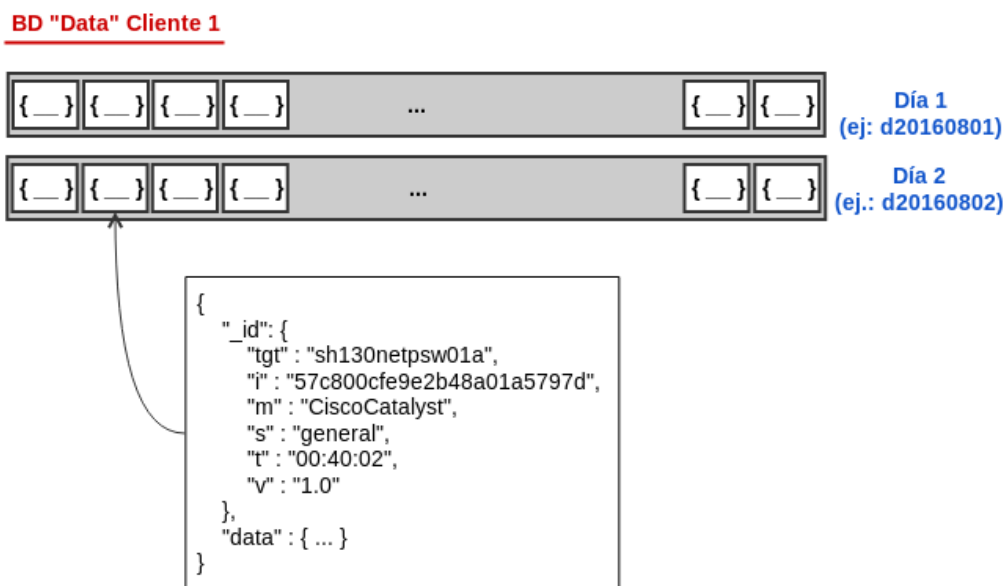 BD "Data" Cliente 1
{ __ } { __ } { __ } { __ } ... { __ } { __ }
Día 1
(ej: d20160801)
{ __ } { __ } { __ } { __ } ... { __ } { __ }
Día 2
(ej.: d20160802)
{
"_id": {
"tgt" : "sh130netpsw01a",
"i" : "57c800cfe9e2b48a01a5797d",
"m" : "CiscoCatalyst",
"s" : "general",
"t" : "00:40:02",
"v" : "1.0"
},
"data" : { ... }
}